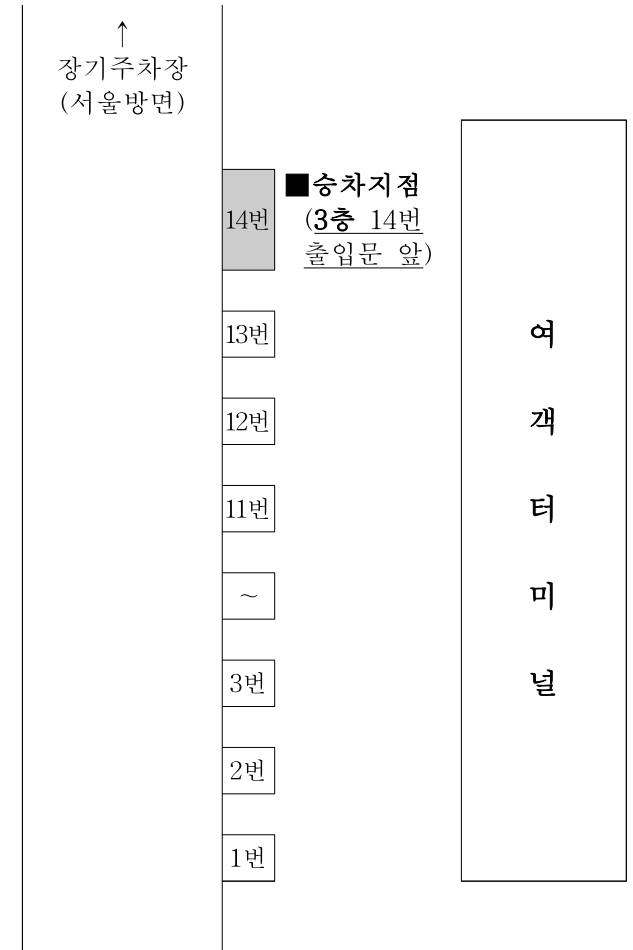 ↑
장기주차장
(서울방면)
■승차지점
14번
(3층 14번
출입문 앞)
13번
12번
11번
~
3번
2번
1번
여
객
터
미
널